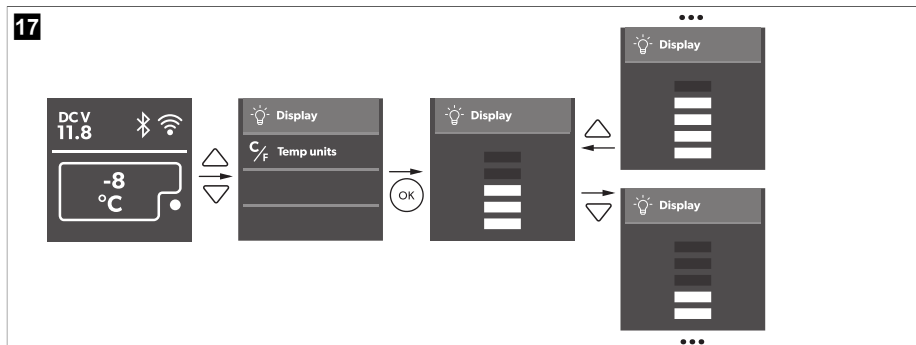 17
DC V
11.8
-8
°C
Display
C/F Temp units
OK
Display
•••
Display
Display
•••